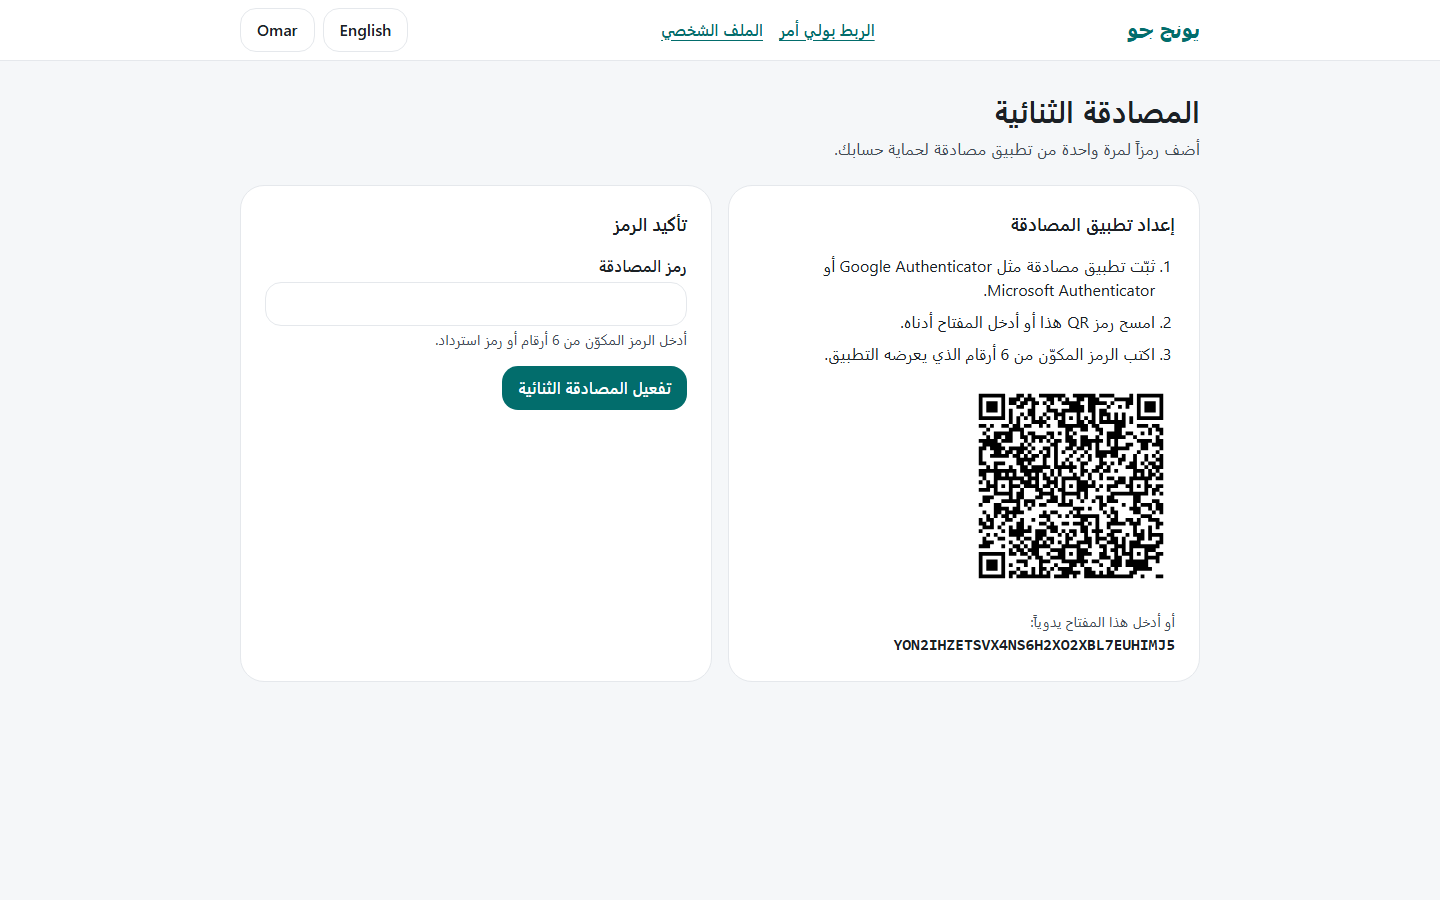 يونج جو
الربط بولي أمر
الملف الشخصي
English
Omar
المصادقة الثنائية
أضف رمزاً لمرة واحدة من تطبيق مصادقة لحماية حسابك.
إعداد تطبيق المصادقة
1. ثبّت تطبيق مصادقة مثل Google Authenticator أو
Microsoft Authenticator.
2. امسح رمز QR هذا أو أدخل المفتاح أدناه.
3. اكتب الرمز المكوّن من 6 أرقام الذي يعرضه التطبيق.
أو أدخل هذا المفتاح يدوياً:
YON2IHZETSVX4NS6H2XO2XBL7EUHIMJ5
تأكيد الرمز
رمز المصادقة
أدخل الرمز المكوّن من 6 أرقام أو رمز استرداد.
تفعيل المصادقة الثنائية